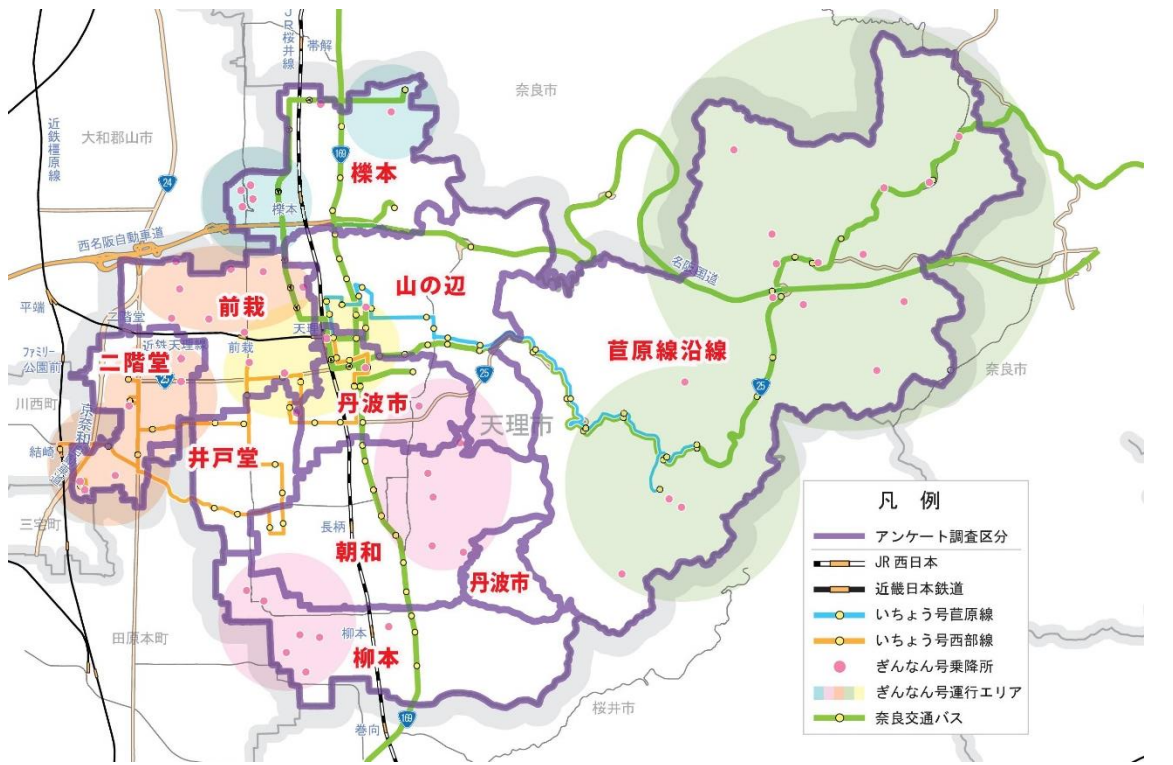 JR桜井線
帯解
奈良市
近鉄橿原線
大和郡山市
169
24
櫟本
櫟本
西名阪自動車道
名阪国道
山の辺
前栽
平端
二階堂
天理
ファミリー
公園前
近鉄天理線
前栽
二階堂
25
菅原線沿線
25
25
奈良市
川西町
京奈和
丹波市
天理市
結崎
井戸堂
三宅町
長柄
朝和
丹波市
田原本町
柳本
柳本
桜井市
巻向
169
凡 例
アンケート調査区分
JR西日本
近畿日本鉄道
いちょう号苣原線
いちょう号西部線
ぎんなん号乗降所
ぎんなん号運行エリア
奈良交通バス